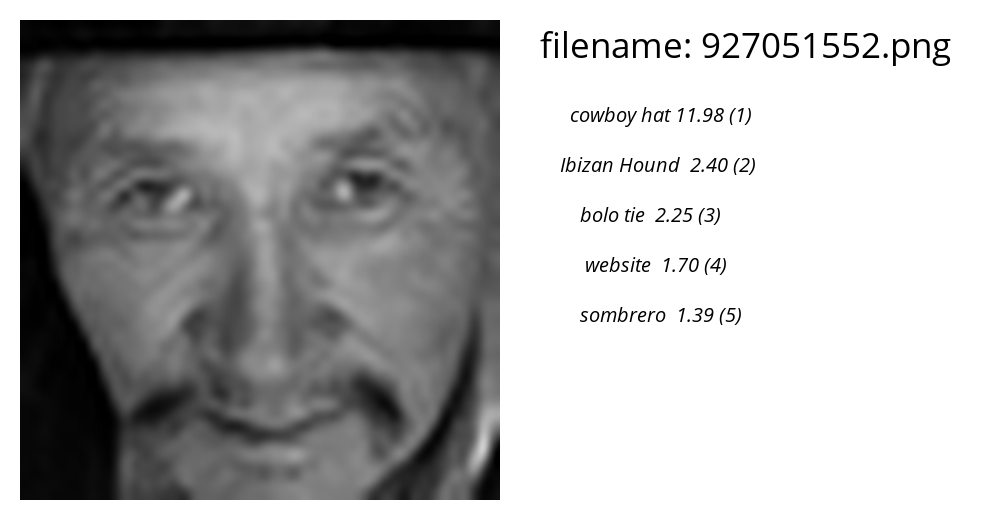 filename: 927051552.png
cowboy hat 11.98 (1)
Ibizan Hound 2.40 (2)
bolo tie 2.25 (3)
website 1.70 (4)
sombrero 1.39 (5)